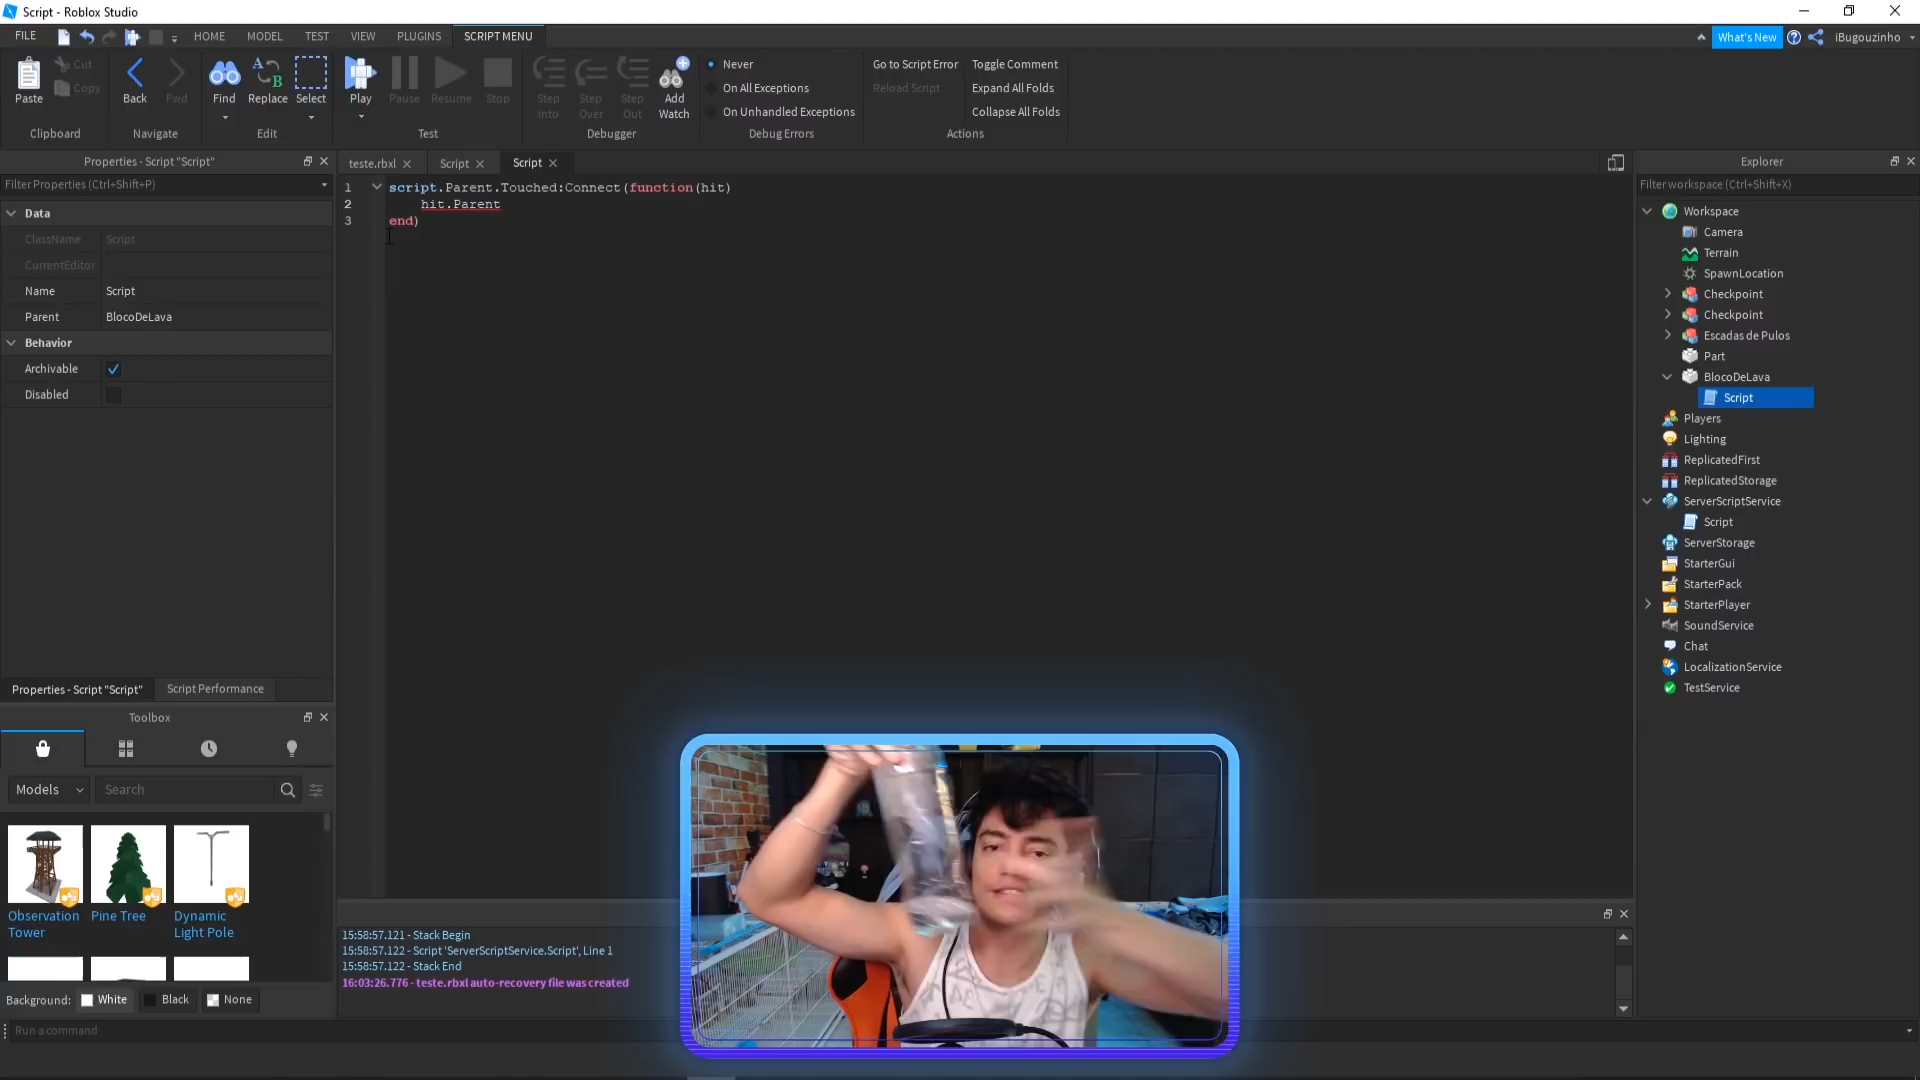 Script - Roblox Studio
FILE
HOME
MODEL
TEST
VIEW
PLUGINS
SCRIPT MENU
What's New
iBugouzinho
Paste
Cut
Copy
Clipboard
Back
Fwd
Navigate
Find
Replace
Select
Edit
Play
Pause
Resume
Stop
Test
Step Into
Step Over
Step Out
Add Watch
Debugger
Never
On All Exceptions
On Unhandled Exceptions
Debug Errors
Go to Script Error
Reload Script
Toggle Comment
Expand All Folds
Collapse All Folds
Actions
Properties - Script "Script"
Filter Properties (Ctrl+Shift+P)
Data
ClassName Script
CurrentEditor
Name Script
Parent BlocoDeLava
Behavior
Archivable
Disabled
Properties - Script "Script"
Script Performance
Toolbox
Models
Search
Observation Tower
Pine Tree
Dynamic Light Pole
Background:
White
Black
None
Run a command
teste.rbxl
Script
Script
1 script.Parent.Touched:Connect(function(hit)
2 hit.Parent
3 end)
15:58:57.121 - Stack Begin
15:58:57.122 - Script 'ServerScriptService.Script', Line 1
15:58:57.122 - Stack End
16:03:26.776 - teste.rbxl auto-recovery file was created
Explorer
Filter workspace (Ctrl+Shift+X)
Workspace
Camera
Terrain
SpawnLocation
Checkpoint
Checkpoint
Escadas de Pulos
Part
BlocoDeLava
Script
Players
Lighting
ReplicatedFirst
ReplicatedStorage
ServerScriptService
Script
ServerStorage
StarterGui
StarterPack
StarterPlayer
SoundService
Chat
LocalizationService
TestService